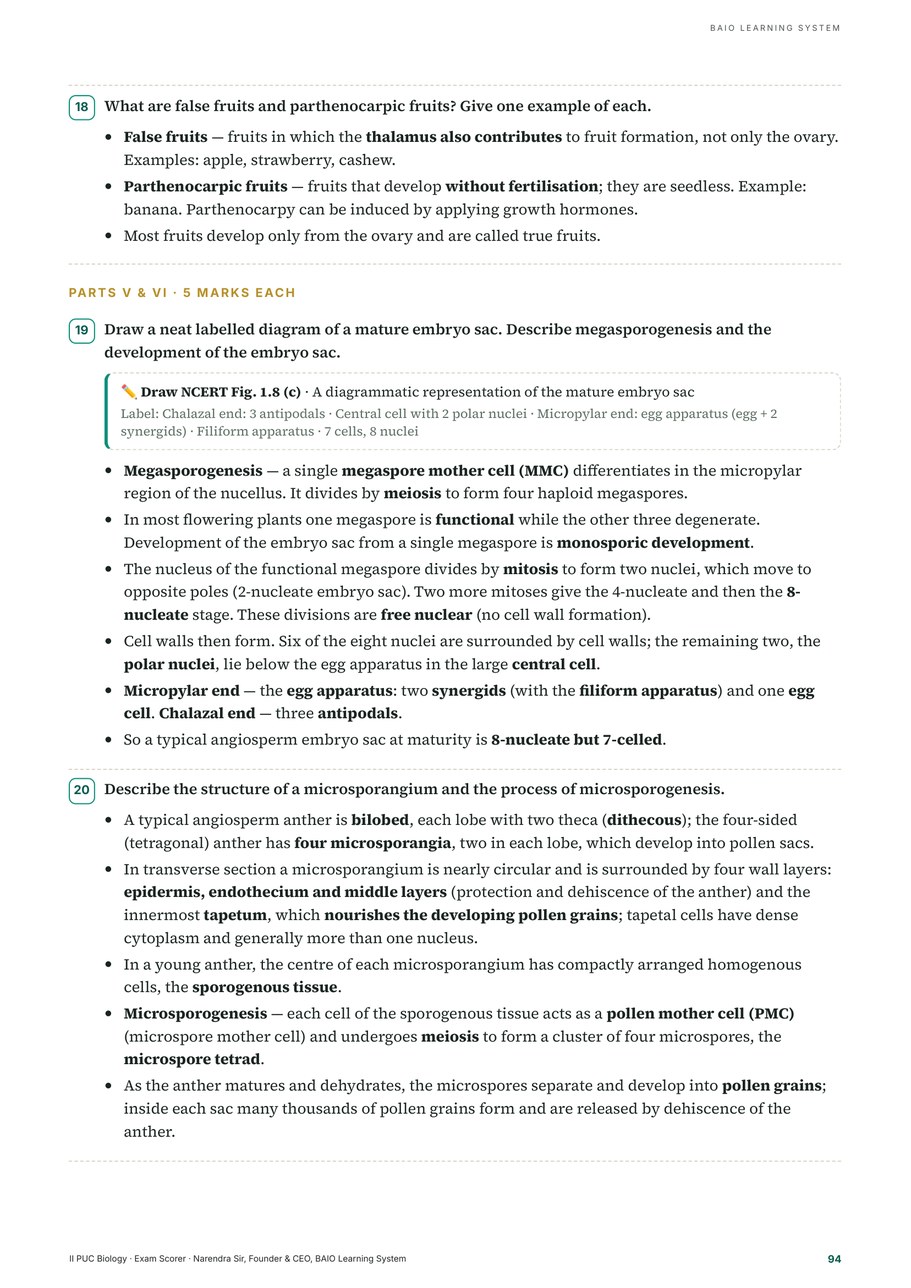 BAIO LEARNING SYSTEM
18 What are false fruits and parthenocarpic fruits? Give one example of each.
• False fruits — fruits in which the thalamus also contributes to fruit formation, not only the ovary.
Examples: apple, strawberry, cashew.
• Parthenocarpic fruits — fruits that develop without fertilisation; they are seedless. Example:
banana. Parthenocarpy can be induced by applying growth hormones.
• Most fruits develop only from the ovary and are called true fruits.
PARTS V & VI · 5 MARKS EACH
19 Draw a neat labelled diagram of a mature embryo sac. Describe megasporogenesis and the
development of the embryo sac.
✏️ Draw NCERT Fig. 1.8 (c) · A diagrammatic representation of the mature embryo sac
Label: Chalazal end: 3 antipodals · Central cell with 2 polar nuclei · Micropylar end: egg apparatus (egg + 2
synergids) · Filiform apparatus · 7 cells, 8 nuclei
• Megasporogenesis — a single megaspore mother cell (MMC) differentiates in the micropylar
region of the nucellus. It divides by meiosis to form four haploid megaspores.
• In most flowering plants one megaspore is functional while the other three degenerate.
Development of the embryo sac from a single megaspore is monosporic development.
• The nucleus of the functional megaspore divides by mitosis to form two nuclei, which move to
opposite poles (2-nucleate embryo sac). Two more mitoses give the 4-nucleate and then the 8-
nucleate stage. These divisions are free nuclear (no cell wall formation).
• Cell walls then form. Six of the eight nuclei are surrounded by cell walls; the remaining two, the
polar nuclei, lie below the egg apparatus in the large central cell.
• Micropylar end — the egg apparatus: two synergids (with the filiform apparatus) and one egg
cell. Chalazal end — three antipodals.
• So a typical angiosperm embryo sac at maturity is 8-nucleate but 7-celled.
20 Describe the structure of a microsporangium and the process of microsporogenesis.
• A typical angiosperm anther is bilobed, each lobe with two theca (dithecous); the four-sided
(tetragonal) anther has four microsporangia, two in each lobe, which develop into pollen sacs.
• In transverse section a microsporangium is nearly circular and is surrounded by four wall layers:
epidermis, endothecium and middle layers (protection and dehiscence of the anther) and the
innermost tapetum, which nourishes the developing pollen grains; tapetal cells have dense
cytoplasm and generally more than one nucleus.
• In a young anther, the centre of each microsporangium has compactly arranged homogenous
cells, the sporogenous tissue.
• Microsporogenesis — each cell of the sporogenous tissue acts as a pollen mother cell (PMC)
(microspore mother cell) and undergoes meiosis to form a cluster of four microspores, the
microspore tetrad.
• As the anther matures and dehydrates, the microspores separate and develop into pollen grains;
inside each sac many thousands of pollen grains form and are released by dehiscence of the
anther.
II PUC Biology · Exam Scorer · Narendra Sir, Founder & CEO, BAIO Learning System
94